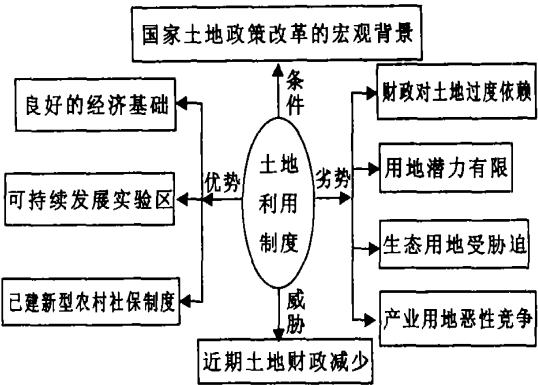 国家土地政策改革的宏观背景
条件
良好的经济基础
财政对土地过度依赖
可持续发展实验区
优势
土地
利用
制度
劣势
用地潜力有限
生态用地受胁迫
已建新型农村社保制度
威胁
产业用地恶性竞争
近期土地财政减少